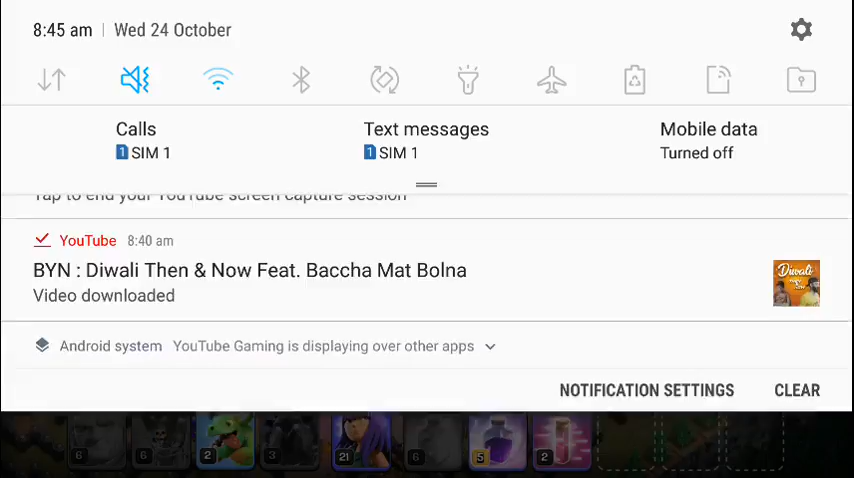 8:45 am | Wed 24 October
Calls
1 SIM 1
Text messages
1 SIM 1
Mobile data
Turned off
Tap to end your YouTube screen capture session
YouTube 8:40 am
BYN : Diwali Then & Now Feat. Baccha Mat Bolna
Video downloaded
Diwali
Android system YouTube Gaming is displaying over other apps
NOTIFICATION SETTINGS CLEAR
6 6 2 3 21 6 5 2